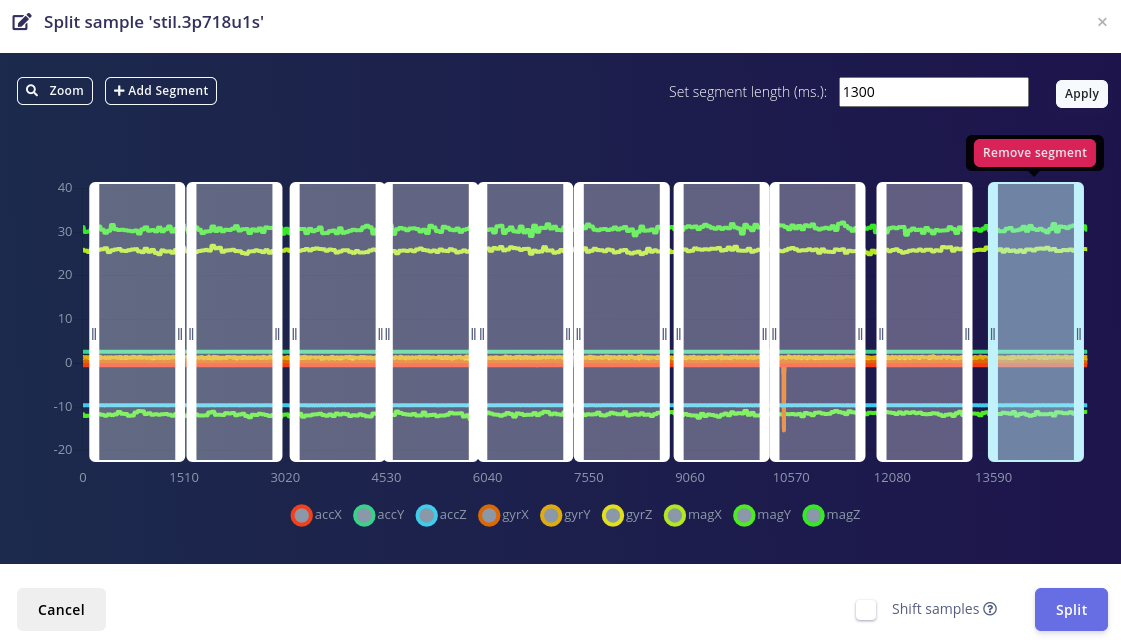 Split sample 'stil.3p718u1s'
×
Zoom
+ Add Segment
Set segment length (ms.):
1300
Apply
Remove segment
40
30
20
10
0
-10
-20
0 1510 3020 4530 6040 7550 9060 10570 12080 13590
accX accY accZ gyrX gyrY gyrZ magX magY magZ
Cancel
Shift samples ?
Split